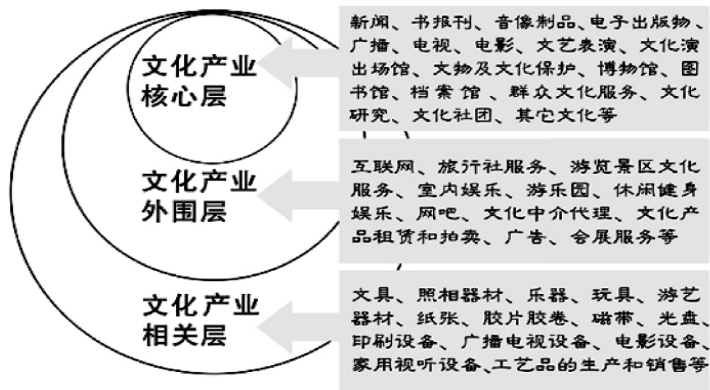 文化产业
核心层
新闻、书报刊、音像制品、电子出版物、
广播、电视、电影、文艺表演、文化演
出场馆、文物及文化保护、博物馆、图
书馆、档案馆、群众文化服务、文化
研究、文化社团、其它文化等
文化产业
外围层
互联网、旅行社服务、游览景区文化
服务、室内娱乐、游乐园、休闲健身
娱乐、网吧、文化中介代理、文化产
品租赁和拍卖、广告、会展服务等
文化产业
相关层
文具、照相器材、乐器、玩具、游艺
器材、纸张、胶片胶卷、磁带、光盘、
印刷设备、广播电视设备、电影设备、
家用视听设备、工艺品的生产和销售等